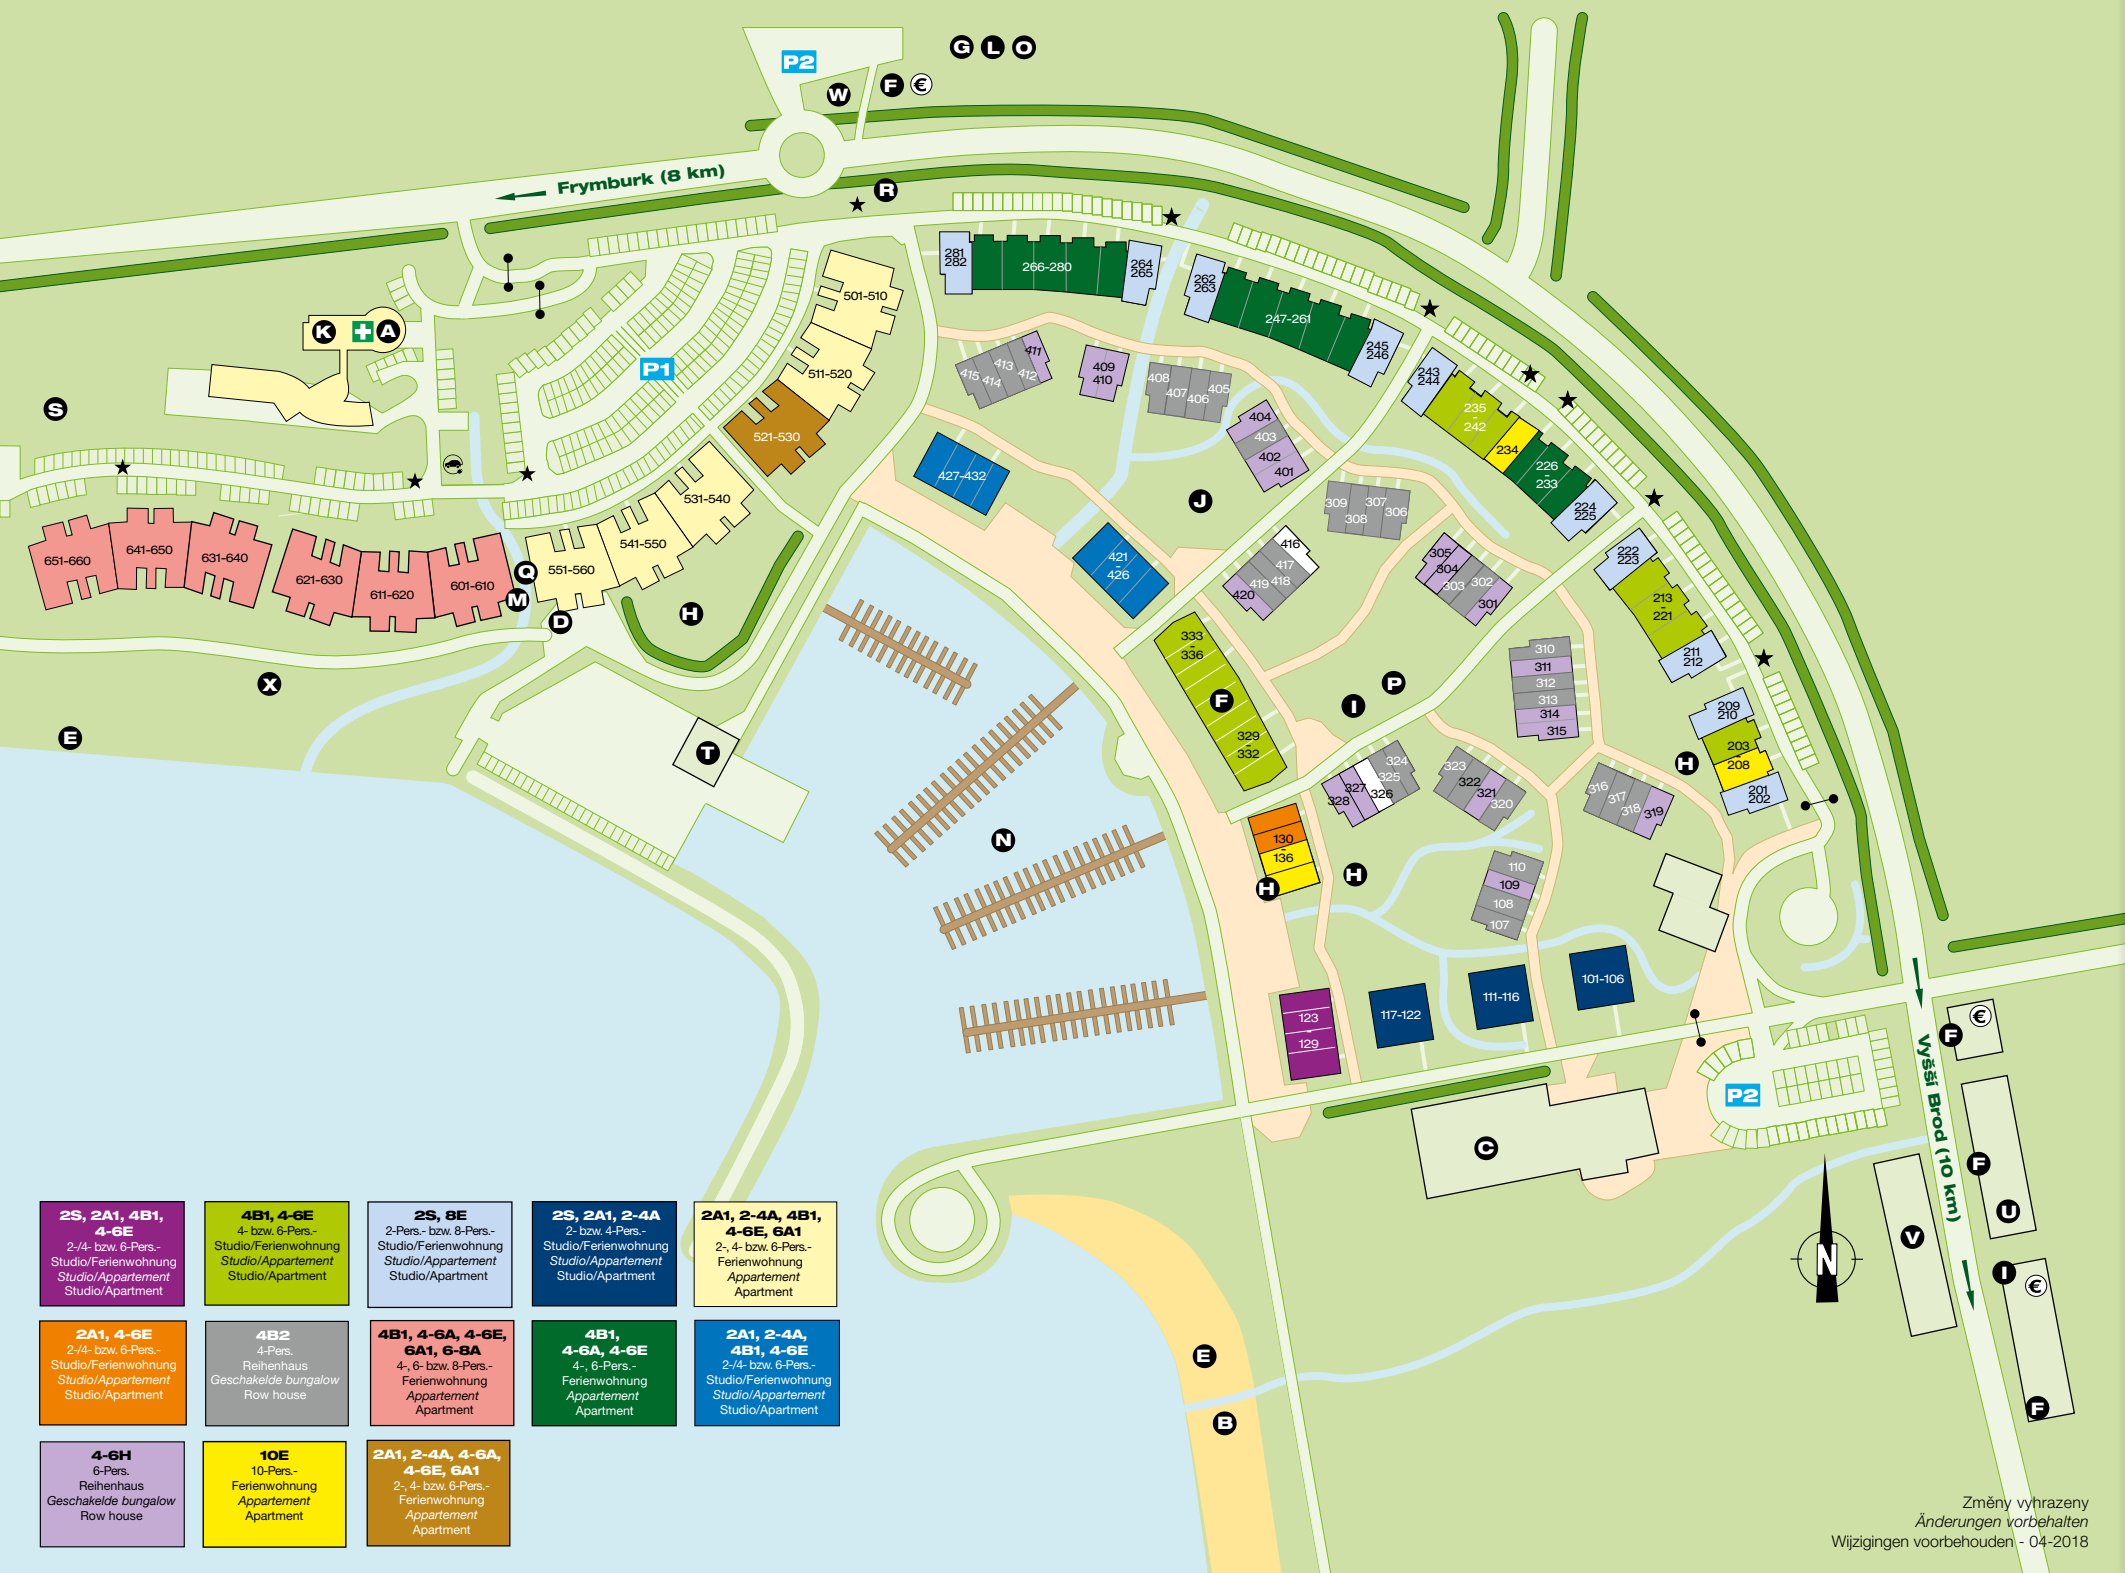 P2
G L O
W
F €
Frymburk (8 km)
R
281
282
266-280
264
265
262
263
247-261
245
246
243
244
235
-
242
234
226
-
233
224
225
222
223
213
-
221
211
212
209
210
203
-
208
201
202
K A
S
P1
501-510
511-520
521-530
531-540
541-550
551-560
651-660
641-650
631-640
621-630
611-620
601-610
Q
M
D
H
X
E
T
N
415
414
413
412
411
409
410
408
407
406
405
404
403
402
401
427-432
421
-
426
J
309
308
307
306
416
417
418
419
420
305
304
303
302
301
333
-
336
F
329
-
332
I
P
310
311
312
313
314
315
H
324
325
326
327
328
323
322
321
320
316
317
318
319
130
-
136
H
H
110
109
108
107
123
-
129
117-122
111-116
101-106
C
P2
F €
Vyšší Brod (10 km)
F
U
V
I €
F
N
E
B
2S, 2A1, 4B1,
4-6E
2-/4- bzw. 6-Pers.-
Studio/Ferienwohnung
Studio/Appartement
Studio/Apartment
4B1, 4-6E
4- bzw. 6-Pers.-
Studio/Ferienwohnung
Studio/Appartement
Studio/Apartment
2S, 8E
2-Pers.- bzw. 8-Pers.-
Studio/Ferienwohnung
Studio/Appartement
Studio/Apartment
2S, 2A1, 2-4A
2- bzw. 4-Pers.-
Studio/Ferienwohnung
Studio/Appartement
Studio/Apartment
2A1, 2-4A, 4B1,
4-6E, 6A1
2-, 4- bzw. 6-Pers.-
Ferienwohnung
Appartement
Apartment
2A1, 4-6E
2-/4- bzw. 6-Pers.-
Studio/Ferienwohnung
Studio/Appartement
Studio/Apartment
4B2
4-Pers.
Reihenhaus
Geschakelde bungalow
Row house
4B1, 4-6A, 4-6E,
6A1, 6-8A
4-, 6- bzw. 8-Pers.-
Ferienwohnung
Appartement
Apartment
4B1,
4-6A, 4-6E
4-, 6-Pers.-
Ferienwohnung
Appartement
Apartment
2A1, 2-4A,
4B1, 4-6E
2-/4- bzw. 6-Pers.-
Studio/Ferienwohnung
Studio/Appartement
Studio/Apartment
4-6H
6-Pers.
Reihenhaus
Geschakelde bungalow
Row house
10E
10-Pers.-
Ferienwohnung
Appartement
Apartment
2A1, 2-4A, 4-6A,
4-6E, 6A1
2-, 4- bzw. 6-Pers.-
Ferienwohnung
Appartement
Apartment
Změny vyhrazeny
Änderungen vorbehalten
Wijzigingen voorbehouden - 04-2018